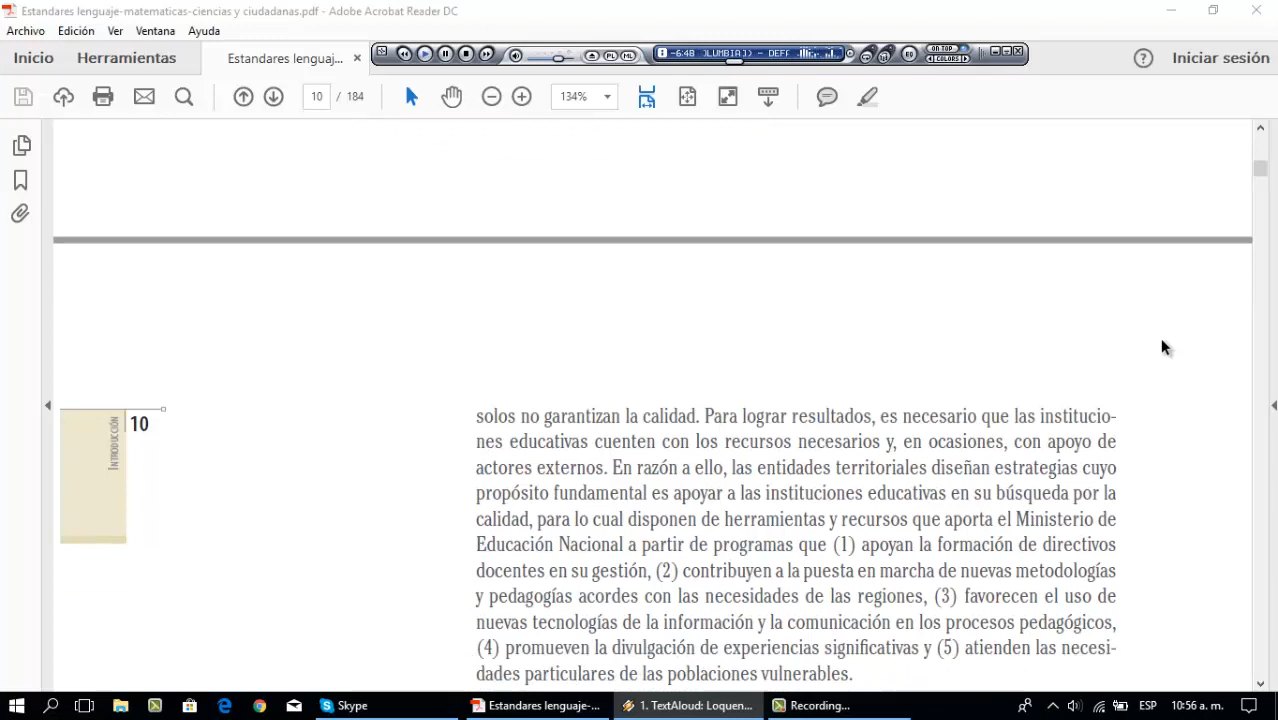 Estandares lenguaje-matematicas-ciencias y ciudadanas.pdf - Adobe Acrobat Reader DC
Archivo Edición Ver Ventana Ayuda
Inicio Herramientas Estandares lenguaj... Iniciar sesión
-6:48 ON TOP
PL ML EQ COLORS
10 / 184 134%
solos no garantizan la calidad. Para lograr resultados, es necesario que las institucio-
10
INTRODUCCIÓN
nes educativas cuenten con los recursos necesarios y, en ocasiones, con apoyo de
actores externos. En razón a ello, las entidades territoriales diseñan estrategias cuyo
propósito fundamental es apoyar a las instituciones educativas en su búsqueda por la
calidad, para lo cual disponen de herramientas y recursos que aporta el Ministerio de
Educación Nacional a partir de programas que (1) apoyan la formación de directivos
docentes en su gestión, (2) contribuyen a la puesta en marcha de nuevas metodologías
y pedagogías acordes con las necesidades de las regiones, (3) favorecen el uso de
nuevas tecnologías de la información y la comunicación en los procesos pedagógicos,
(4) promueven la divulgación de experiencias significativas y (5) atienden las necesi-
dades particulares de las poblaciones vulnerables.
Skype Estandares lenguaje-... 1. TextAloud: Loquen... Recording... ESP 10:56 a. m.